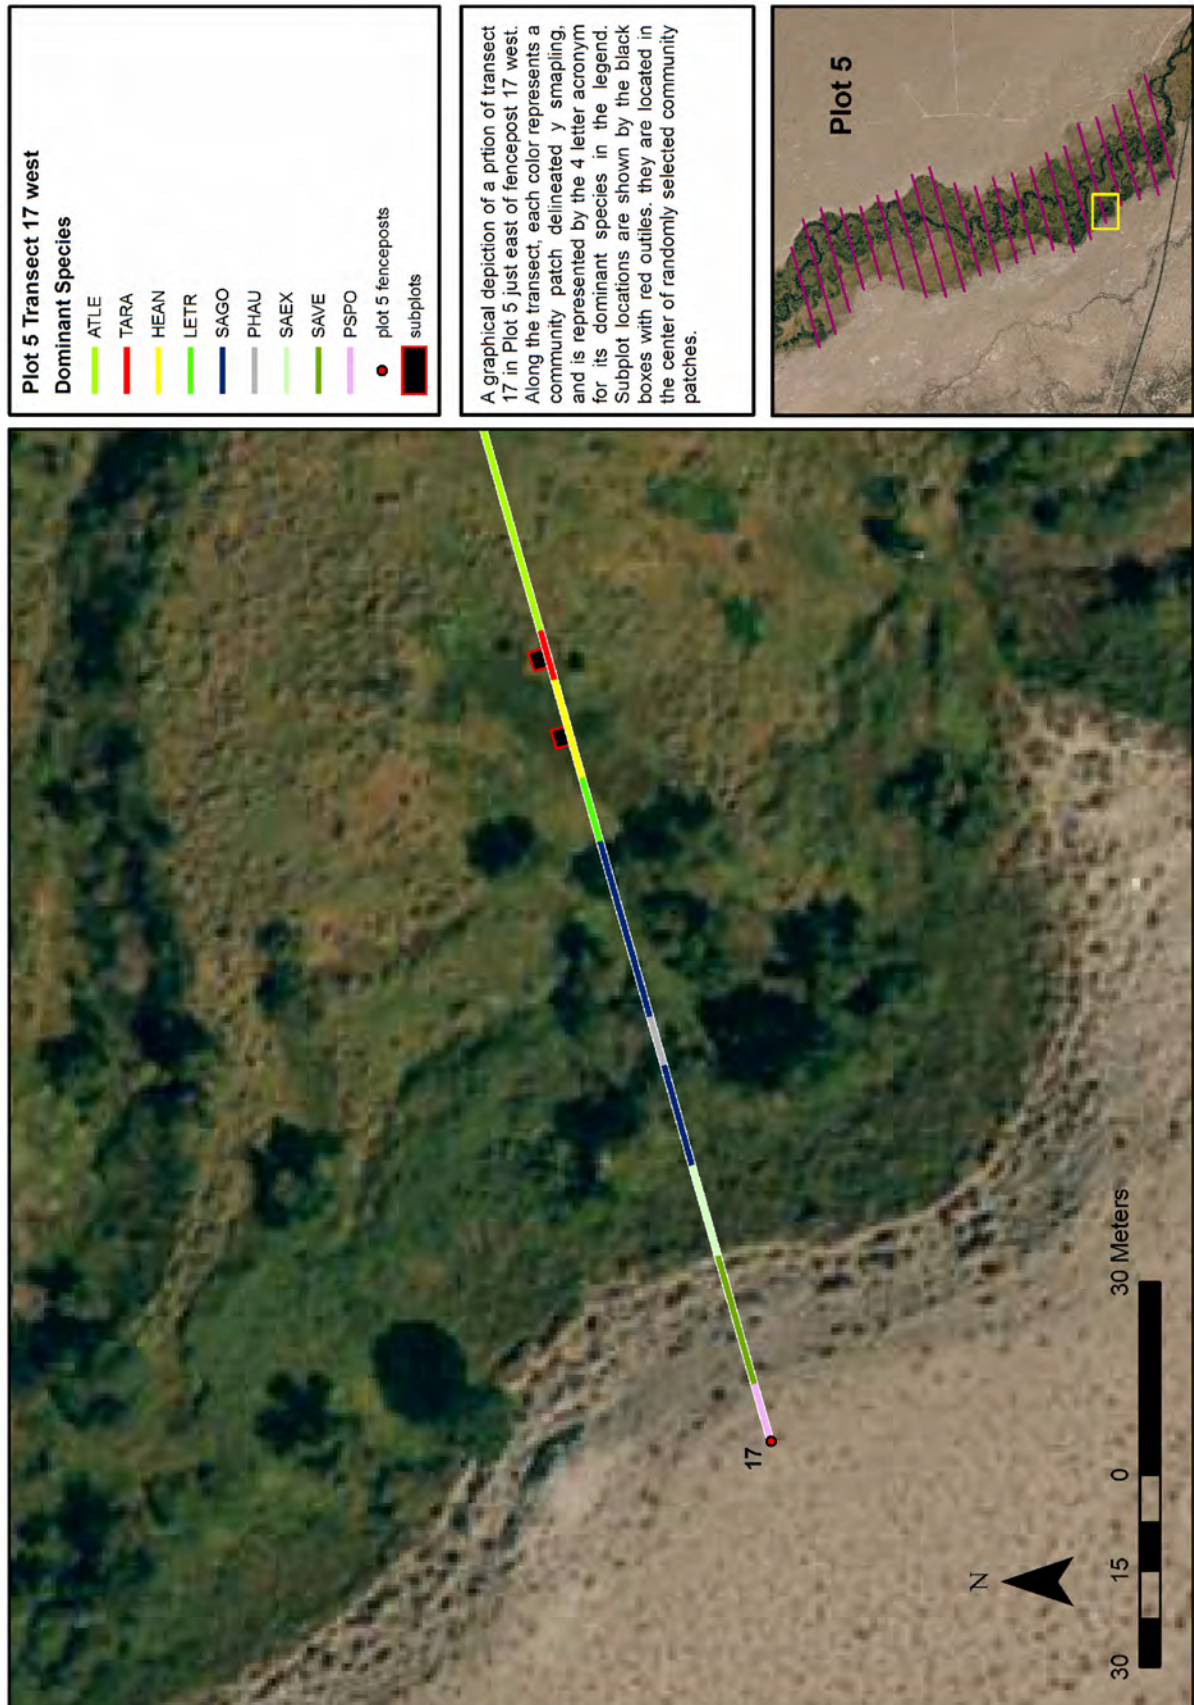 Plot 5 Transect 17 west
Dominant Species
ATLE
TARA
HEAN
LETR
SAGO
PHAU
SAEX
SAVE
PSPO
plot 5 fenceposts
subplots
A graphical depiction of a prtion of transect
17 in Plot 5 just east of fencepost 17 west.
Along the transect, each color represents a
community patch delineated y smapling,
and is represented by the 4 letter acronym
for its dominant species in the legend.
Subplot locations are shown by the black
boxes with red outiles. they are located in
the center of randomly selected community
patches.
Plot 5
17
N
30 15 0 30 Meters